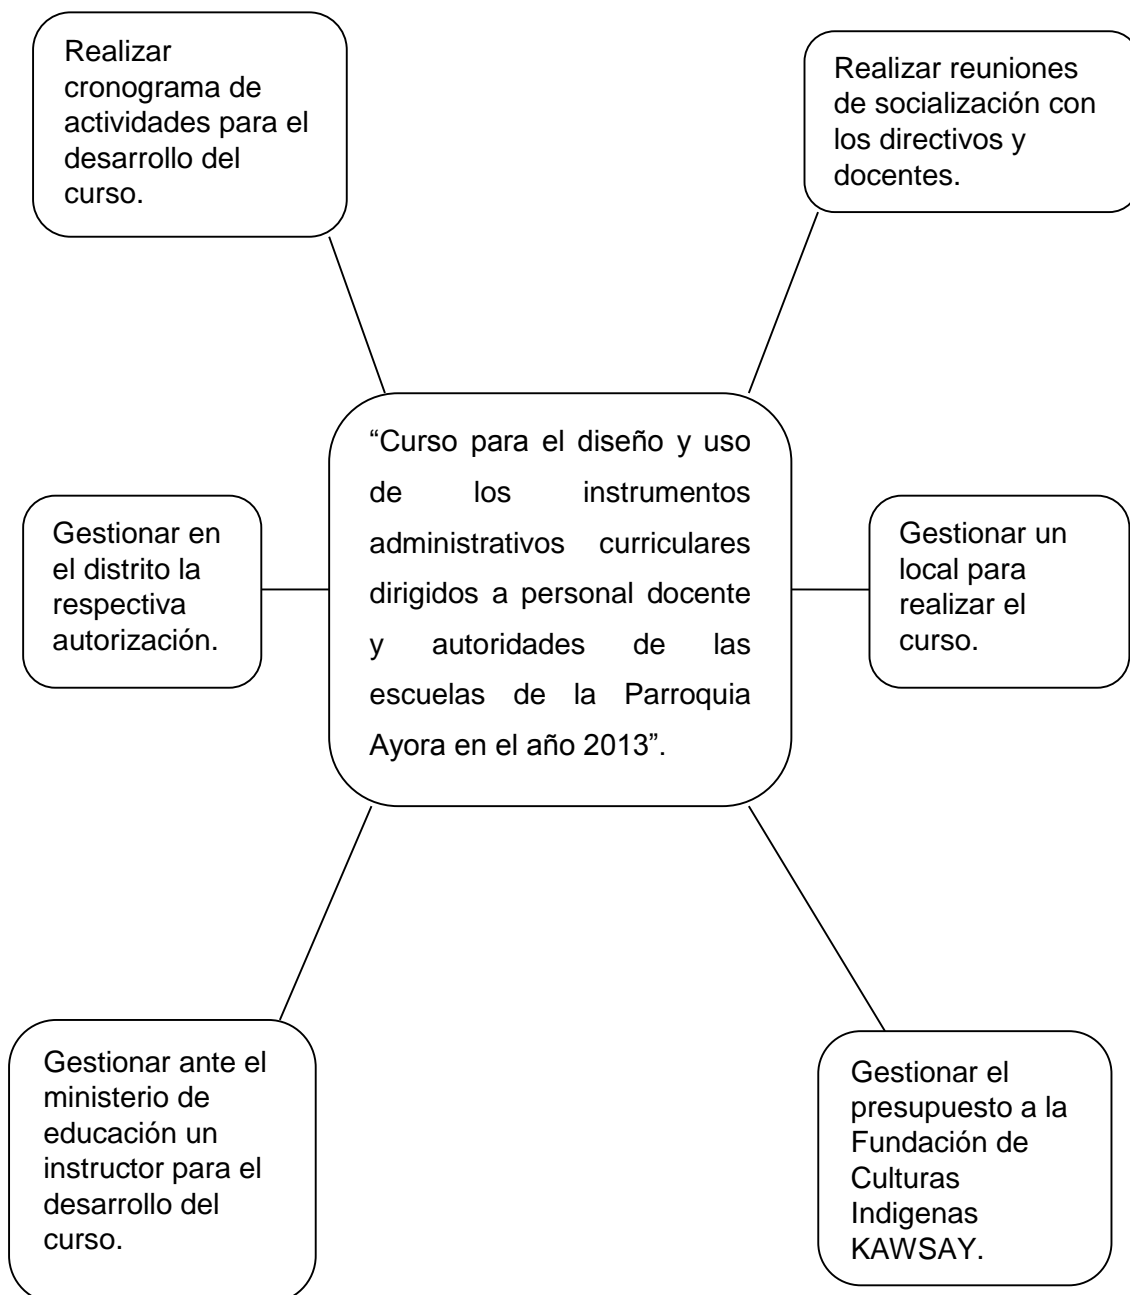 Realizar
cronograma de
actividades para el
desarrollo del
curso.
Realizar reuniones
de socialización con
los directivos y
docentes.
“Curso para el diseño y uso
de los instrumentos
administrativos curriculares
dirigidos a personal docente
y autoridades de las
escuelas de la Parroquia
Ayora en el año 2013”.
Gestionar en
el distrito la
respectiva
autorización.
Gestionar un
local para
realizar el
curso.
Gestionar ante el
ministerio de
educación un
instructor para el
desarrollo del
curso.
Gestionar el
presupuesto a la
Fundación de
Culturas
Indigenas
KAWSAY.